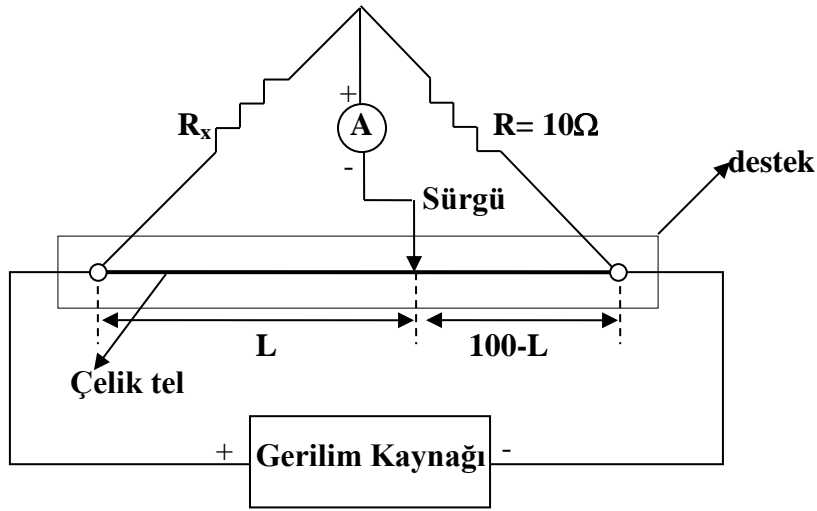 +
Rₓ
A
R= 10Ω
-
destek
Sürgü
L
100-L
Çelik tel
+
Gerilim Kaynağı
-